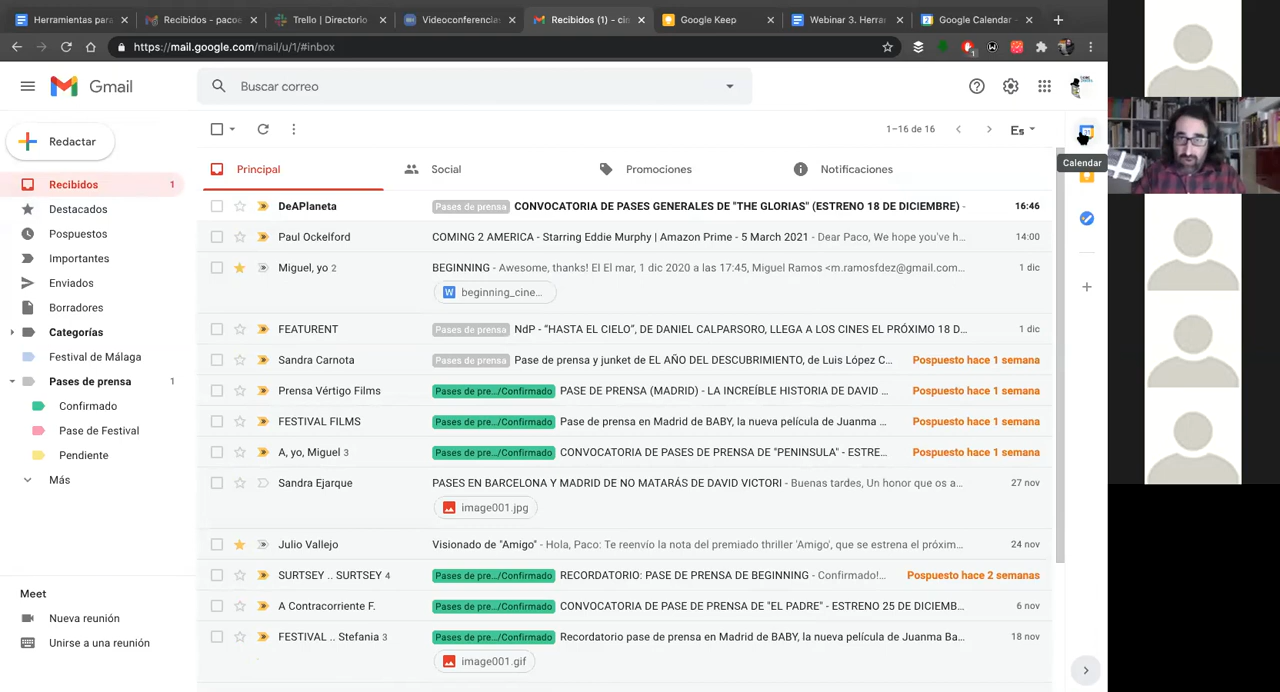 Herramientas para
Recibidos - pacoe
Trello | Directorio
Videoconferencias
Recibidos (1) - cin
Google Keep
Webinar 3. Herran
Google Calendar -
https://mail.google.com/mail/u/1/#inbox
1
Gmail
Buscar correo
1–16 de 16
Es
Redactar
Recibidos 1
Destacados
Pospuestos
Importantes
Enviados
Borradores
Categorías
Festival de Málaga
Pases de prensa 1
Confirmado
Pase de Festival
Pendiente
Más
Meet
Nueva reunión
Unirse a una reunión
Principal
Social
Promociones
Notificaciones
DeAPlaneta Pases de prensa CONVOCATORIA DE PASES GENERALES DE "THE GLORIAS" (ESTRENO 18 DE DICIEMBRE) - 16:46
Paul Ockelford COMING 2 AMERICA - Starring Eddie Murphy | Amazon Prime - 5 March 2021 - Dear Paco, We hope you've h... 14:00
Miguel, yo 2 BEGINNING - Awesome, thanks! El El mar, 1 dic 2020 a las 17:45, Miguel Ramos <m.ramosfdez@gmail.com... 1 dic
beginning_cine...
FEATURENT Pases de prensa NdP - “HASTA EL CIELO”, DE DANIEL CALPARSORO, LLEGA A LOS CINES EL PRÓXIMO 18 D... 1 dic
Sandra Carnota Pases de prensa Pase de prensa y junket de EL AÑO DEL DESCUBRIMIENTO, de Luis López C... Pospuesto hace 1 semana
Prensa Vértigo Films Pases de pre.../Confirmado PASE DE PRENSA (MADRID) - LA INCREÍBLE HISTORIA DE DAVID ... Pospuesto hace 1 semana
FESTIVAL FILMS Pases de pre.../Confirmado Pase de prensa en Madrid de BABY, la nueva película de Juanma ... Pospuesto hace 1 semana
A, yo, Miguel 3 Pases de pre.../Confirmado CONVOCATORIA DE PASES DE PRENSA DE "PENINSULA" - ESTRE... Pospuesto hace 1 semana
Sandra Ejarque PASES EN BARCELONA Y MADRID DE NO MATARÁS DE DAVID VICTORI - Buenas tardes, Un honor que os a... 27 nov
image001.jpg
Julio Vallejo Visionado de "Amigo" - Hola, Paco: Te reenvío la nota del premiado thriller 'Amigo', que se estrena el próxim... 24 nov
SURTSEY .. SURTSEY 4 Pases de pre.../Confirmado RECORDATORIO: PASE DE PRENSA DE BEGINNING - Confirmado!... Pospuesto hace 2 semanas
A Contracorriente F. Pases de pre.../Confirmado CONVOCATORIA DE PASE DE PRENSA DE "EL PADRE" - ESTRENO 25 DE DICIEMB... 6 nov
FESTIVAL .. Stefania 3 Pases de pre.../Confirmado Recordatorio pase de prensa en Madrid de BABY, la nueva película de Juanma Ba... 18 nov
image001.gif
Calendar